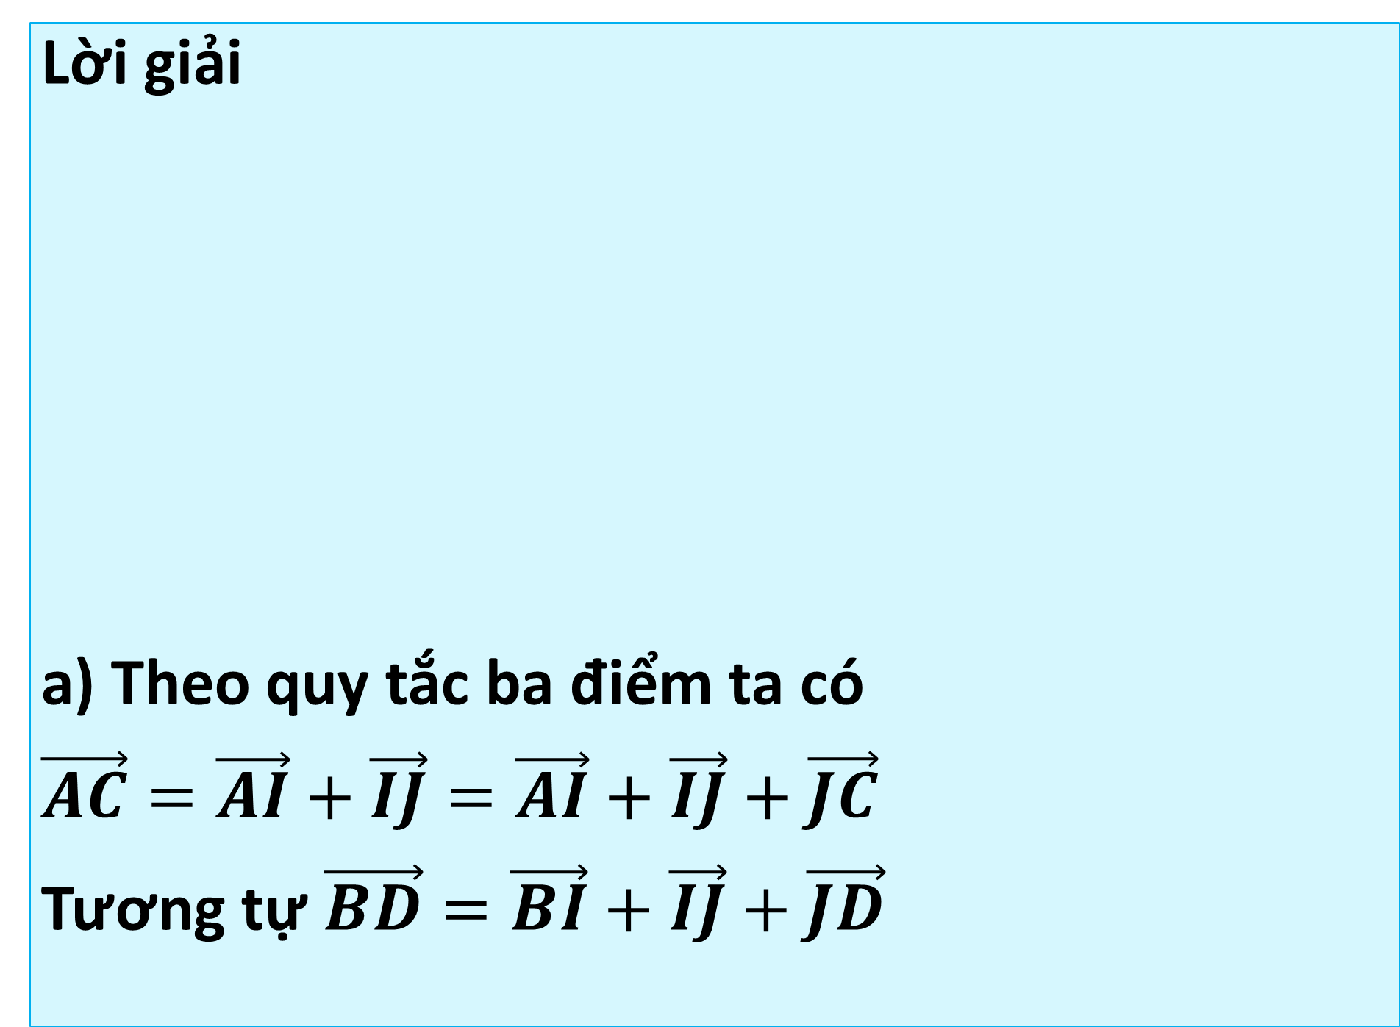 Lời giải
a) Theo quy tắc ba điểm ta có
$\overrightarrow{AC} = \overrightarrow{AI} + \overrightarrow{IJ} = \overrightarrow{AI} + \overrightarrow{IJ} + \overrightarrow{JC}$
Tương tự $\overrightarrow{BD} = \overrightarrow{BI} + \overrightarrow{IJ} + \overrightarrow{JD}$